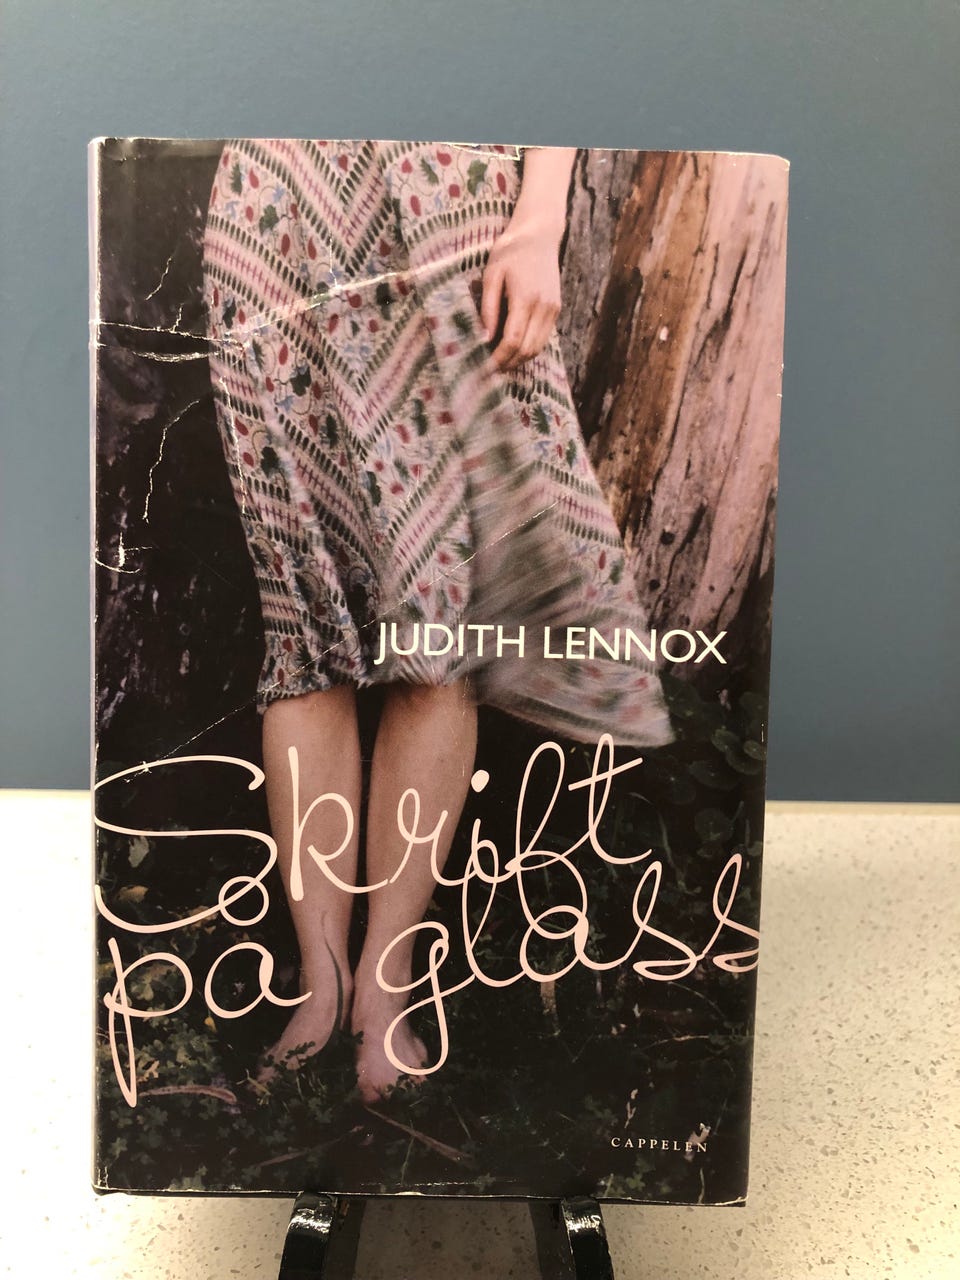 JUDITH LENNOX
Skrift
på glass
CAPPELEN